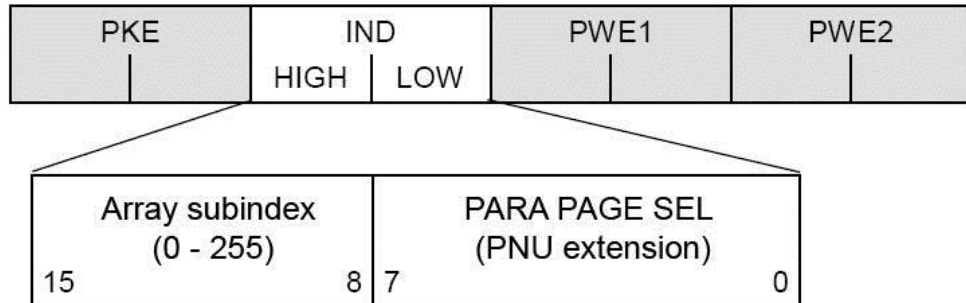 PKE IND PWE1 PWE2
HIGH LOW
Array subindex PARA PAGE SEL
(0 - 255) (PNU extension)
15 8 7 0